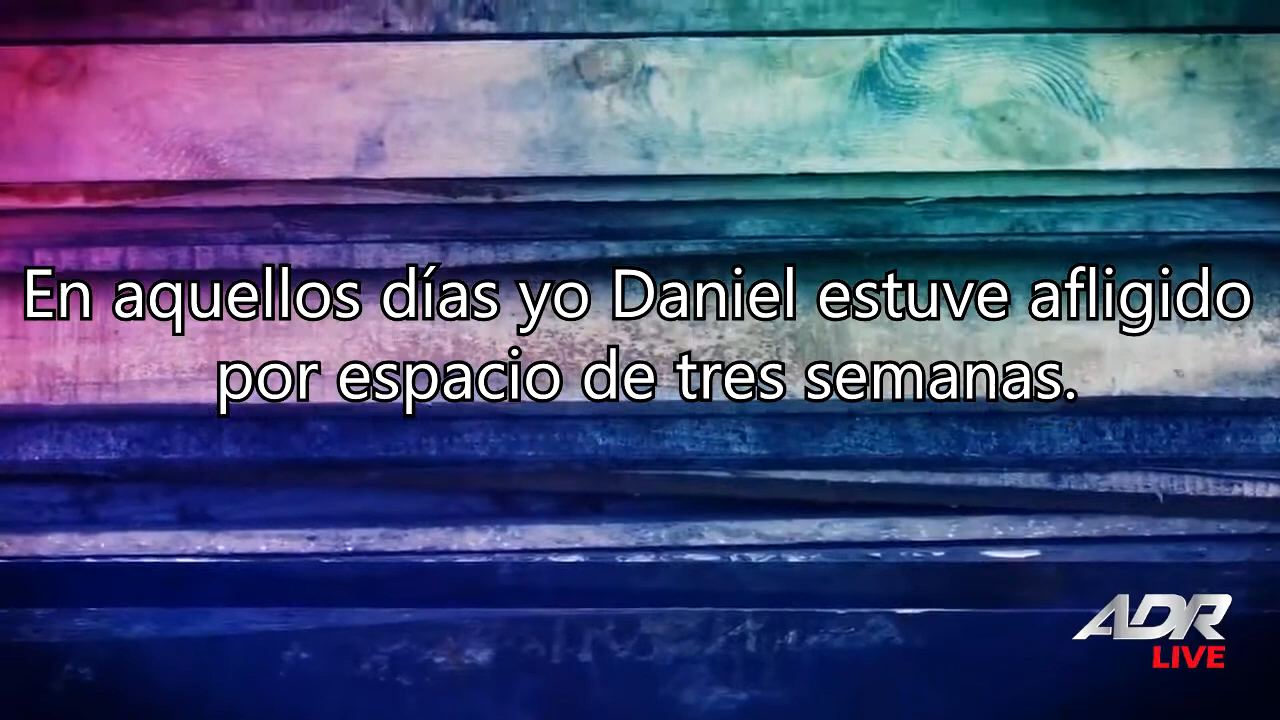 En aquellos días yo Daniel estuve afligido
por espacio de tres semanas.
ADR
LIVE